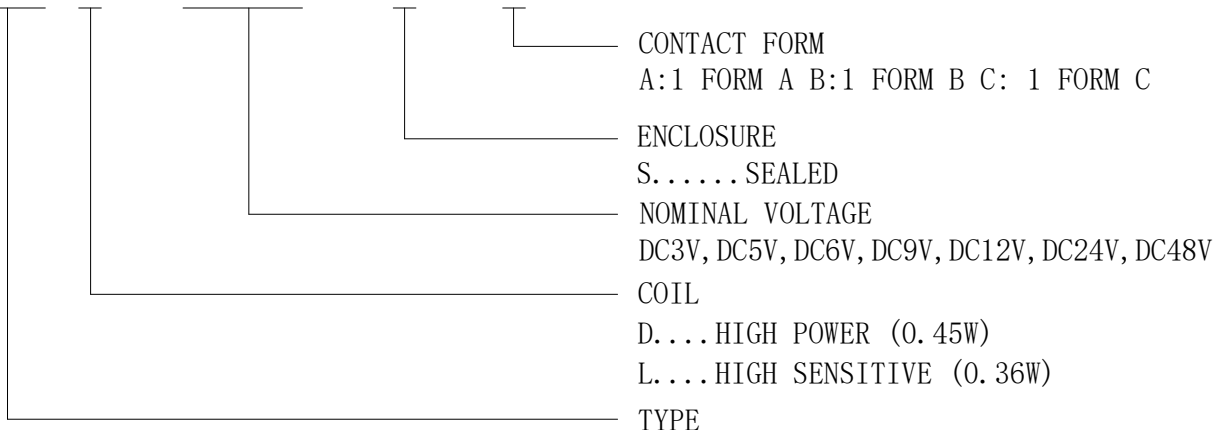 CONTACT FORM
A:1 FORM A B:1 FORM B C: 1 FORM C
ENCLOSURE
S......SEALED
NOMINAL VOLTAGE
DC3V,DC5V,DC6V,DC9V,DC12V,DC24V,DC48V
COIL
D....HIGH POWER (0.45W)
L....HIGH SENSITIVE (0.36W)
TYPE